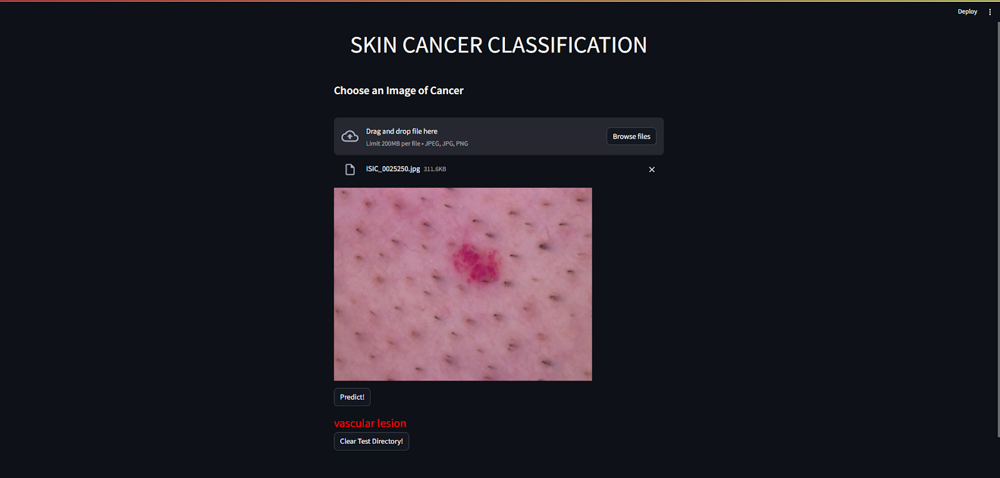 Deploy
SKIN CANCER CLASSIFICATION
Choose an Image of Cancer
Drag and drop file here
Limit 200MB per file • JPEG, JPG, PNG
Browse files
ISIC_0025250.jpg 311.6KB
Predict!
vascular lesion
Clear Test Directory!